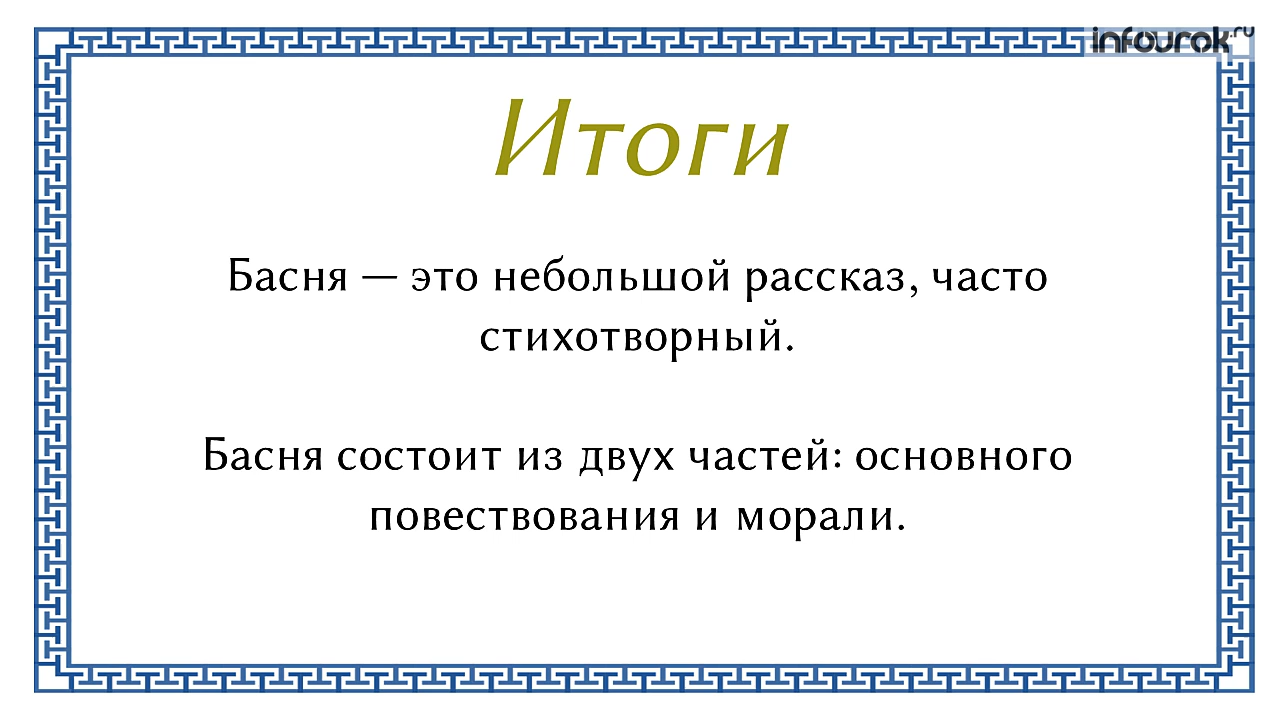 infourok.ru
Итоги
Басня — это небольшой рассказ, часто
стихотворный.
Басня состоит из двух частей: основного
повествования и морали.